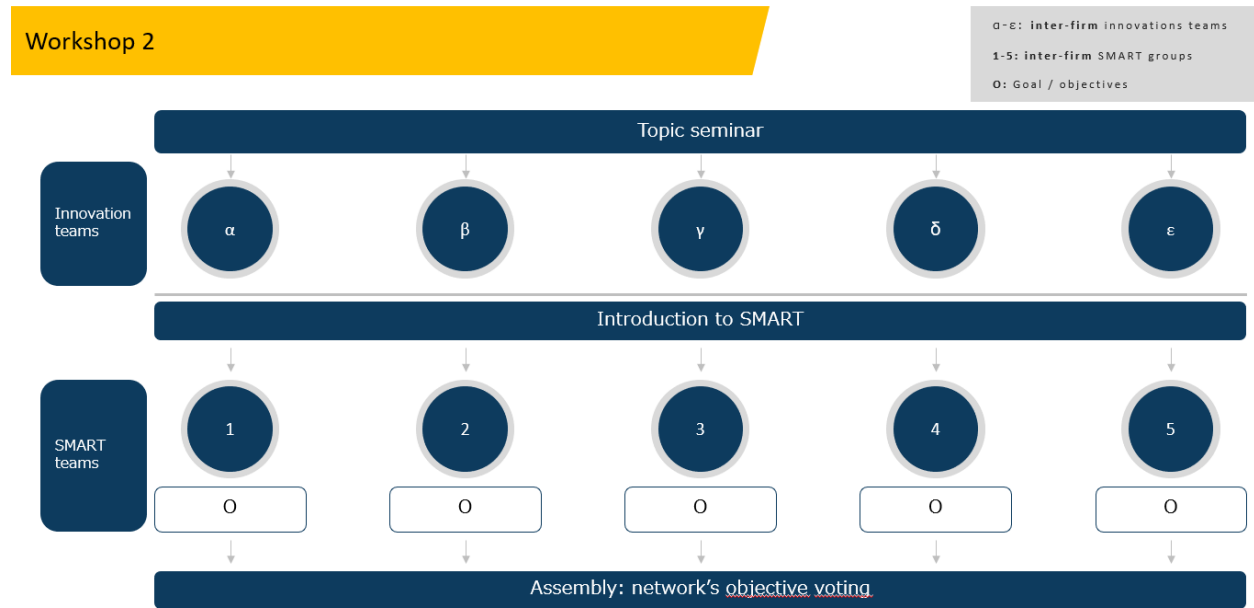 Workshop 2
α-ε: inter-firm innovations teams
1-5: inter-firm SMART groups
O: Goal / objectives
Topic seminar
Innovation
teams
α
β
γ
δ
ε
Introduction to SMART
SMART
teams
1
2
3
4
5
O
O
O
O
O
Assembly: network’s objective voting